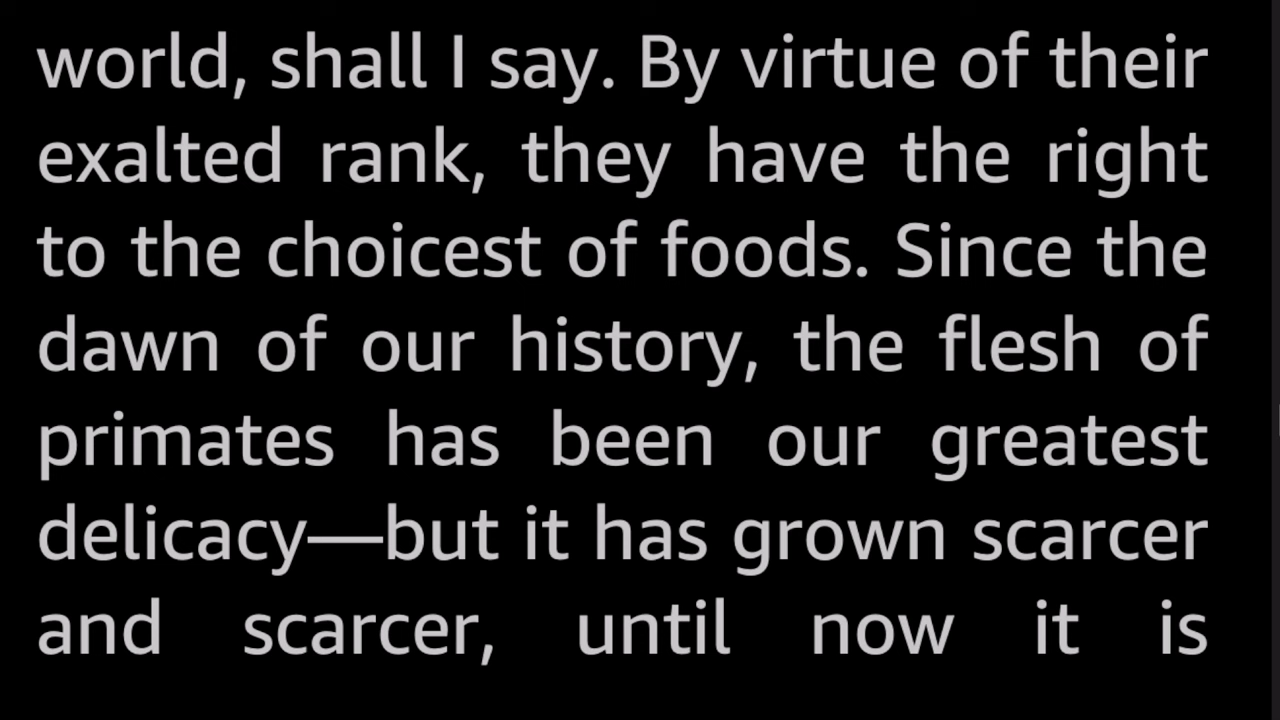 world, shall I say. By virtue of their
exalted rank, they have the right
to the choicest of foods. Since the
dawn of our history, the flesh of
primates has been our greatest
delicacy—but it has grown scarcer
and scarcer, until now it is